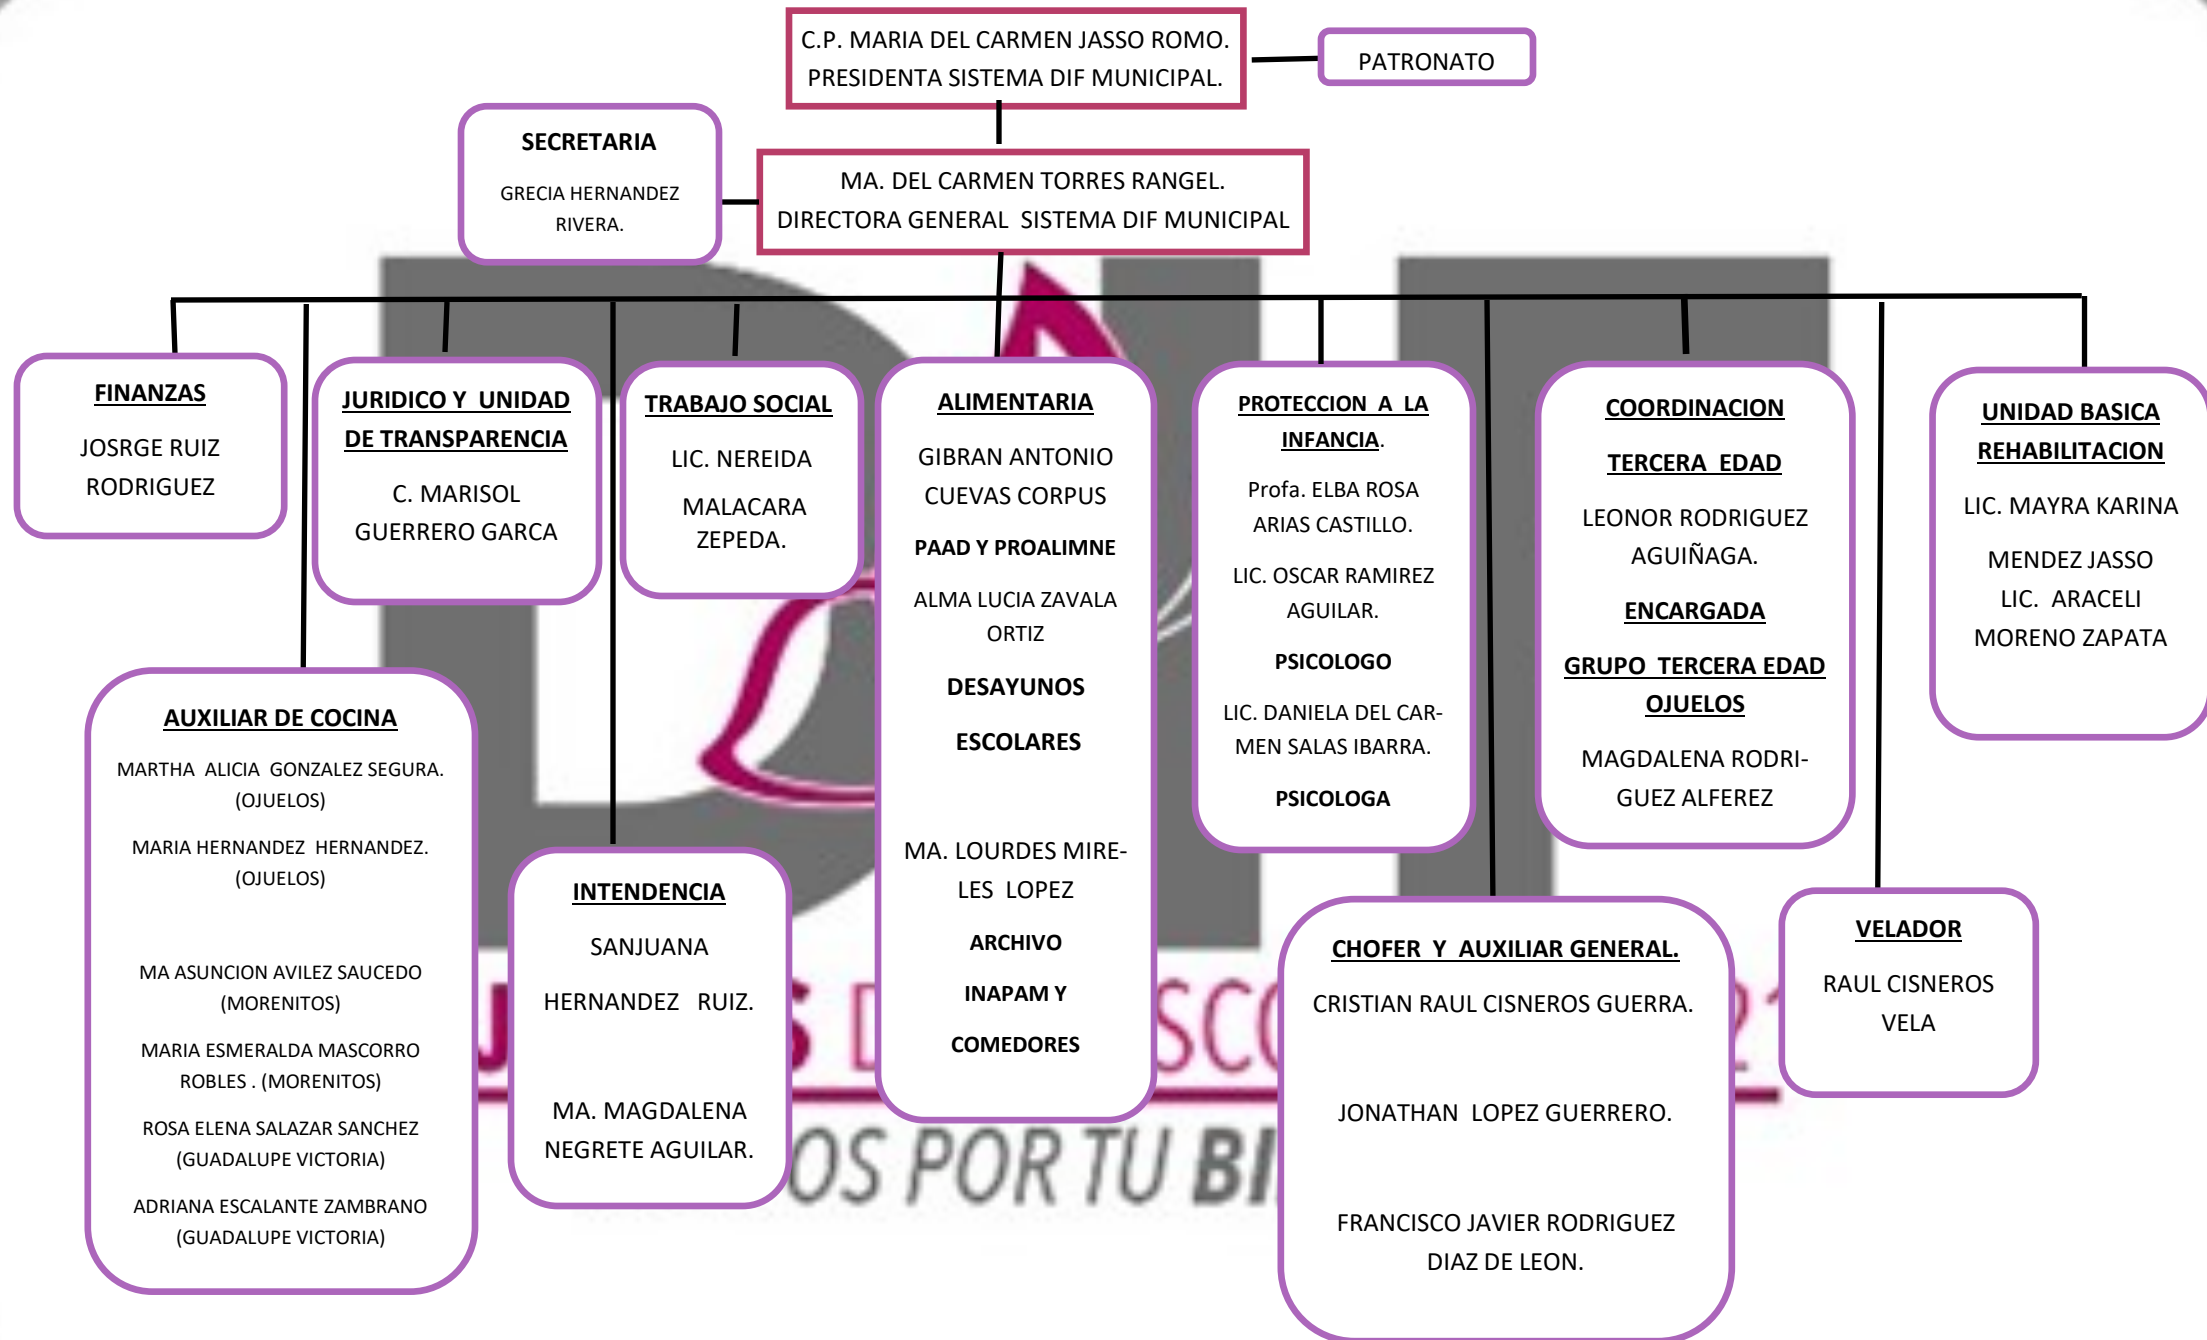 C.P. MARIA DEL CARMEN JASSO ROMO.
PRESIDENTA SISTEMA DIF MUNICIPAL.
PATRONATO
SECRETARIA
GRECIA HERNANDEZ
RIVERA.
MA. DEL CARMEN TORRES RANGEL.
DIRECTORA GENERAL SISTEMA DIF MUNICIPAL
FINANZAS
JOSRGE RUIZ
RODRIGUEZ
JURIDICO Y UNIDAD
DE TRANSPARENCIA
C. MARISOL
GUERRERO GARCA
TRABAJO SOCIAL
LIC. NEREIDA
MALACARA
ZEPEDA.
ALIMENTARIA
GIBRAN ANTONIO
CUEVAS CORPUS
PAAD Y PROALIMNE
ALMA LUCIA ZAVALA
ORTIZ
DESAYUNOS
ESCOLARES
MA. LOURDES MIRE-
LES LOPEZ
ARCHIVO
INAPAM Y
COMEDORES
PROTECCION A LA
INFANCIA.
Profa. ELBA ROSA
ARIAS CASTILLO.
LIC. OSCAR RAMIREZ
AGUILAR.
PSICOLOGO
LIC. DANIELA DEL CAR-
MEN SALAS IBARRA.
PSICOLOGA
COORDINACION
TERCERA EDAD
LEONOR RODRIGUEZ
AGUIÑAGA.
ENCARGADA
GRUPO TERCERA EDAD
OJUELOS
MAGDALENA RODRI-
GUEZ ALFEREZ
UNIDAD BASICA
REHABILITACION
LIC. MAYRA KARINA
MENDEZ JASSO
LIC. ARACELI
MORENO ZAPATA
AUXILIAR DE COCINA
MARTHA ALICIA GONZALEZ SEGURA.
(OJUELOS)
MARIA HERNANDEZ HERNANDEZ.
(OJUELOS)
MA ASUNCION AVILEZ SAUCEDO
(MORENITOS)
MARIA ESMERALDA MASCORRO
ROBLES . (MORENITOS)
ROSA ELENA SALAZAR SANCHEZ
(GUADALUPE VICTORIA)
ADRIANA ESCALANTE ZAMBRANO
(GUADALUPE VICTORIA)
INTENDENCIA
SANJUANA
HERNANDEZ RUIZ.
MA. MAGDALENA
NEGRETE AGUILAR.
CHOFER Y AUXILIAR GENERAL.
CRISTIAN RAUL CISNEROS GUERRA.
JONATHAN LOPEZ GUERRERO.
FRANCISCO JAVIER RODRIGUEZ
DIAZ DE LEON.
VELADOR
RAUL CISNEROS
VELA
POR TU